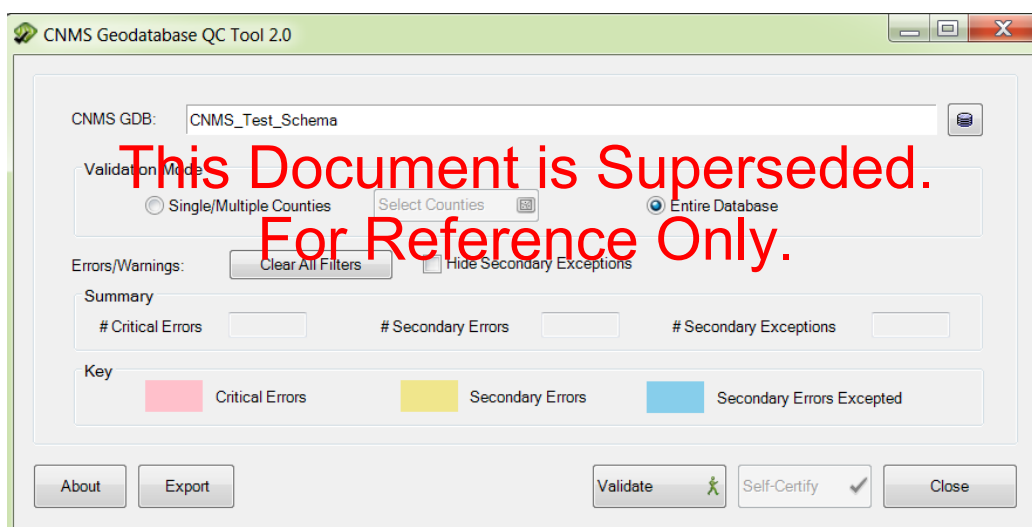 CNMS Geodatabase QC Tool 2.0
CNMS GDB: CNMS_Test_Schema
This Document is Superseded.
Validation Mode
Single/Multiple Counties Select Counties Entire Database
For Reference Only.
Errors/Warnings: Clear All Filters Hide Secondary Exceptions
Summary
# Critical Errors # Secondary Errors # Secondary Exceptions
Key
Critical Errors Secondary Errors Secondary Errors Excepted
About Export Validate Self-Certify Close